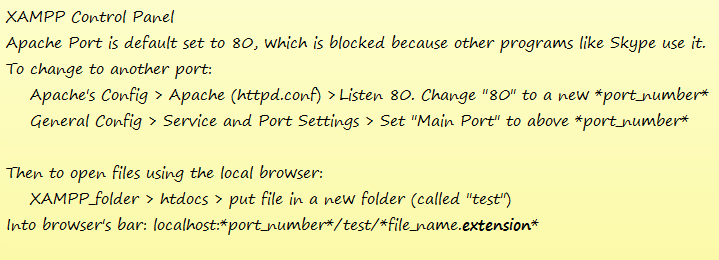 XAMPP Control Panel
Apache Port is default set to 80, Which is blocked because other programs like Skype use it.
To change to another port:
Apache's Config > Apache (httpd.conf) > Listen 80. Change "80" to a new *port_number*
General Config > Service and Port Settings > Set "Main Port" to above *port_number*
Then to open files using the local browser:
XAMPP_folder > htdocs > put file in a new folder (called "test")
Into browser's bar: localhost:*port_number*/test/*file_name.extension*